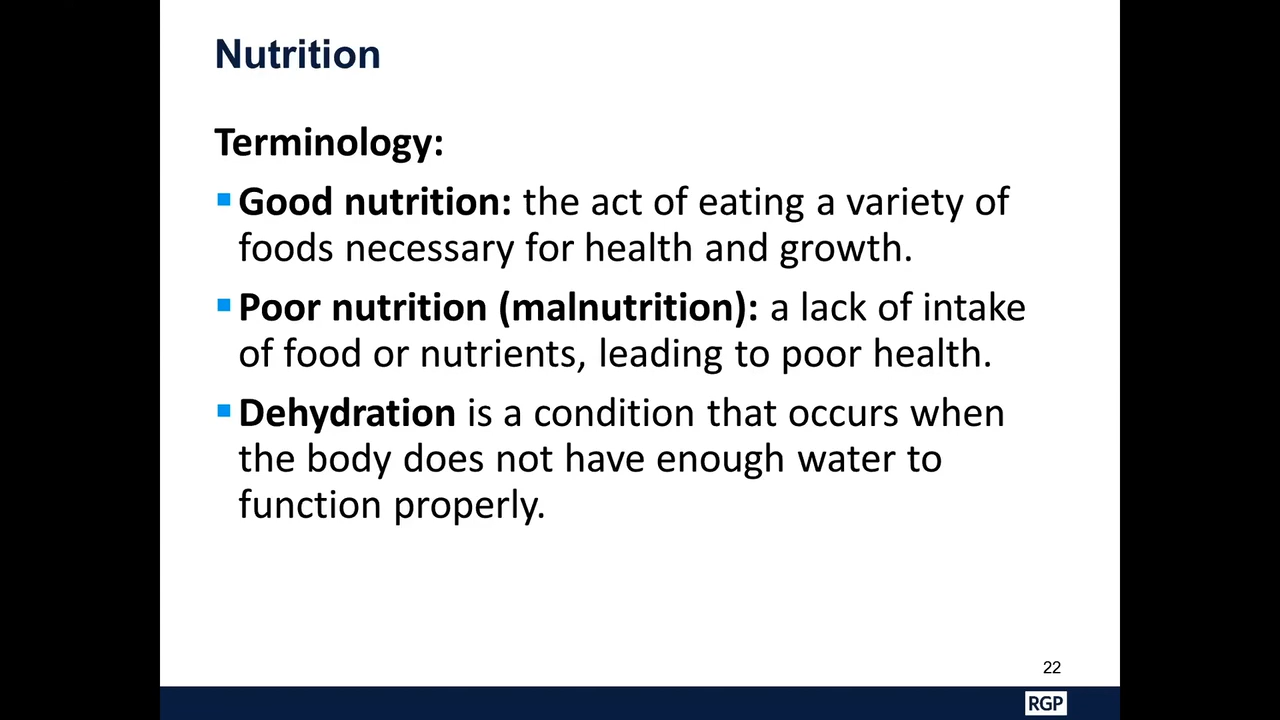 Nutrition
Terminology:
▪Good nutrition: the act of eating a variety of
foods necessary for health and growth.
▪Poor nutrition (malnutrition): a lack of intake
of food or nutrients, leading to poor health.
▪Dehydration is a condition that occurs when
the body does not have enough water to
function properly.
22
RGP